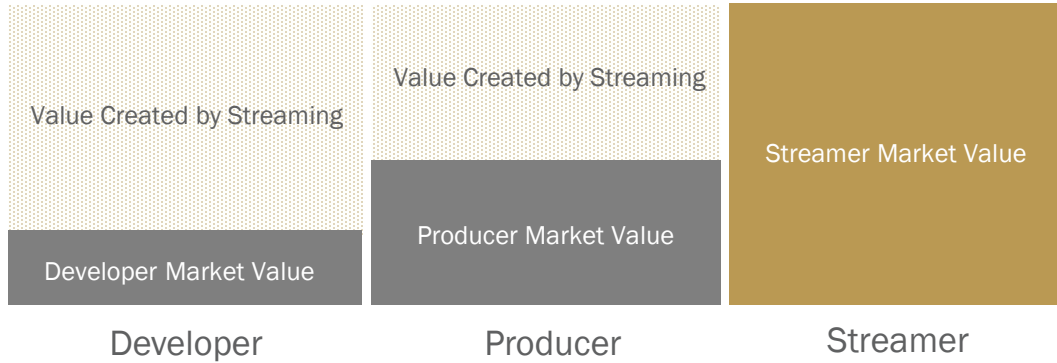 Value Created by Streaming
Value Created by Streaming
Streamer Market Value
Producer Market Value
Developer Market Value
Developer
Producer
Streamer